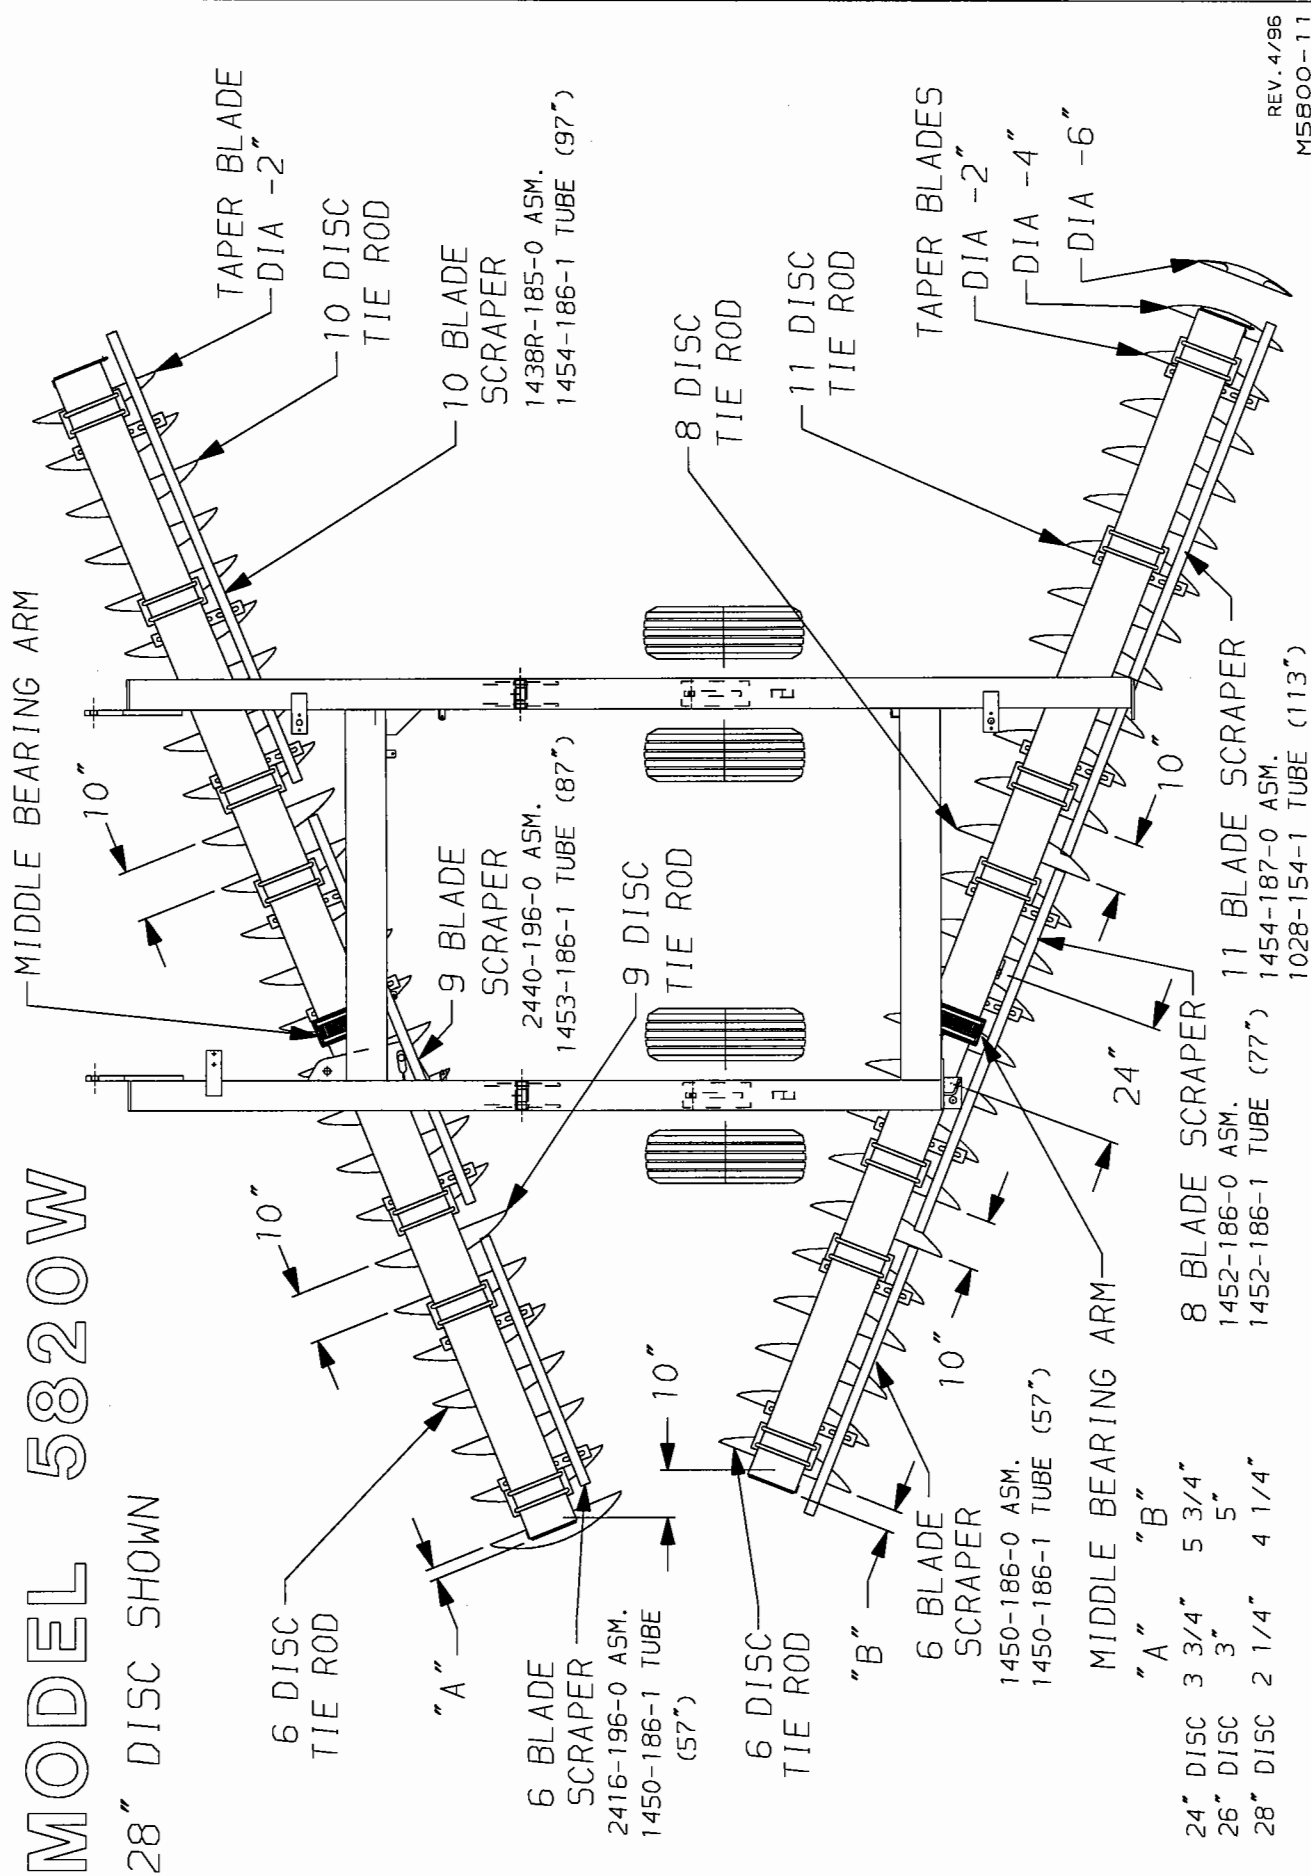 MODEL 5820W
28" DISC SHOWN
MIDDLE BEARING ARM
10"
TAPER BLADE
DIA -2"
10 DISC
TIE ROD
10 BLADE
SCRAPER
1438R-185-0 ASM.
1454-186-1 TUBE (97")
6 DISC
TIE ROD
10"
"A"
9 BLADE
SCRAPER
2440-196-0 ASM.
1453-186-1 TUBE (87")
9 DISC
TIE ROD
6 BLADE
SCRAPER
2416-196-0 ASM.
1450-186-1 TUBE
(57")
10"
8 DISC
TIE ROD
11 DISC
TIE ROD
TAPER BLADES
DIA -2"
DIA -4"
DIA -6"
6 DISC
TIE ROD
"B"
6 BLADE
SCRAPER
1450-186-0 ASM.
1450-186-1 TUBE (57")
10"
24"
10"
MIDDLE BEARING ARM
8 BLADE SCRAPER
1452-186-0 ASM.
1452-186-1 TUBE (77")
11 BLADE SCRAPER
1454-187-0 ASM.
1028-154-1 TUBE (113")
"A" "B"
24" DISC 3 3/4" 5 3/4"
26" DISC 3" 5"
28" DISC 2 1/4" 4 1/4"
REV. 4/96
M5800-11